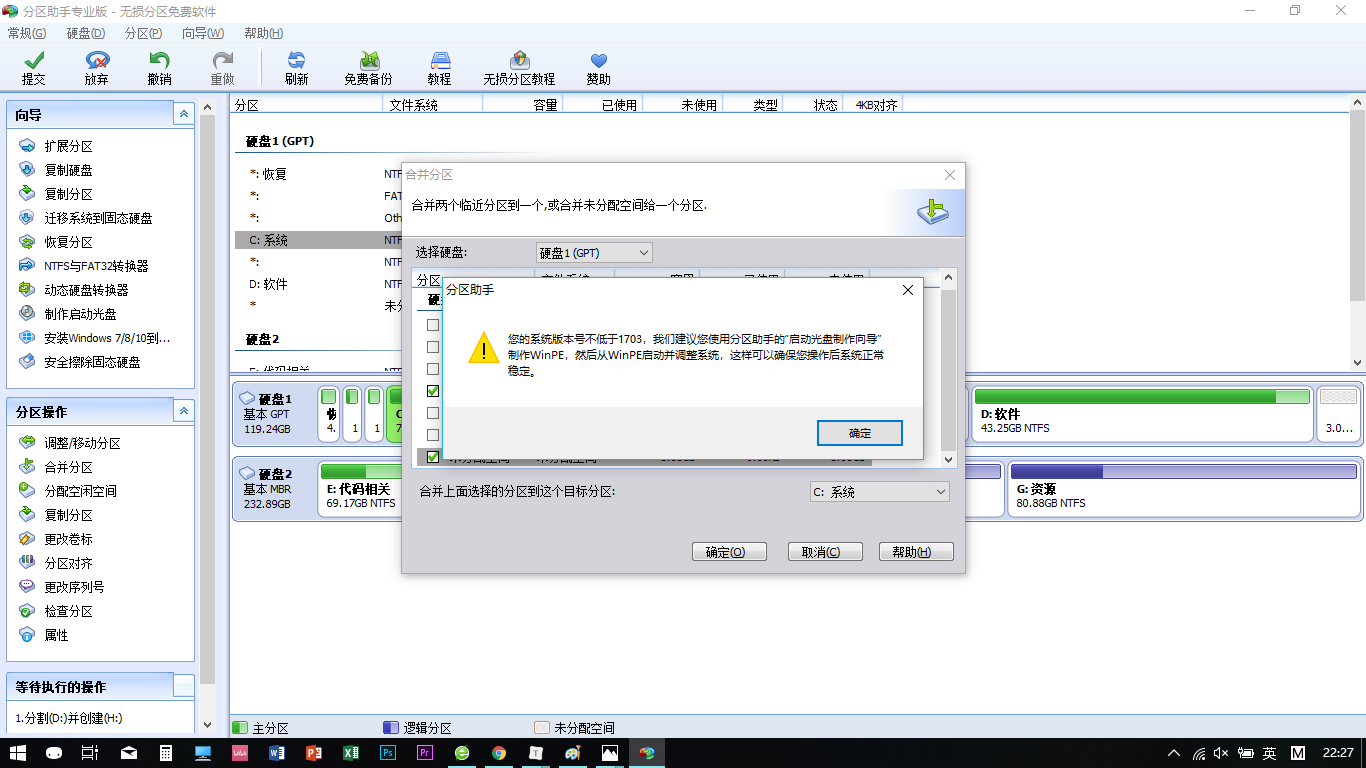 分区助手专业版 - 无损分区免费软件
常规(G) 硬盘(D) 分区(P) 向导(W) 帮助(H)
提交 放弃 撤销 重做 刷新 免费备份 教程 无损分区教程 赞助
向导
扩展分区
复制硬盘
复制分区
迁移系统到固态硬盘
恢复分区
NTFS与FAT32转换器
动态硬盘转换器
制作启动光盘
安装Windows 7/8/10到...
安全擦除固态硬盘
分区操作
调整/移动分区
合并分区
分配空闲空间
复制分区
更改卷标
分区对齐
更改序列号
检查分区
属性
等待执行的操作
1.分割(D:)并创建(H:)
分区 文件系统 容量 已使用 未使用 类型 状态 4KB对齐
硬盘1 (GPT)
*: 恢复 NTF
*: FAT
*: Oth
C: 系统 NTF
*: NTF
D: 软件 NTF
* 未分
硬盘2
合并分区
合并两个临近分区到一个,或合并未分配空间给一个分区.
选择硬盘: 硬盘1 (GPT)
分区
分区助手
您的系统版本号不低于1703，我们建议您使用分区助手的"启动光盘制作向导"
制作WinPE，然后从WinPE启动并调整系统，这样可以确保您操作后系统正常
稳定。
确定
合并上面选择的分区到这个目标分区: C: 系统
确定(O) 取消(C) 帮助(H)
硬盘1
基本 GPT
119.24GB
4.
1
1
C
7
D: 软件
43.25GB NTFS
3.0...
硬盘2
基本 MBR
232.89GB
E: 代码相关
69.17GB NTFS
G: 资源
80.88GB NTFS
主分区 逻辑分区 未分配空间
英 M 22:27